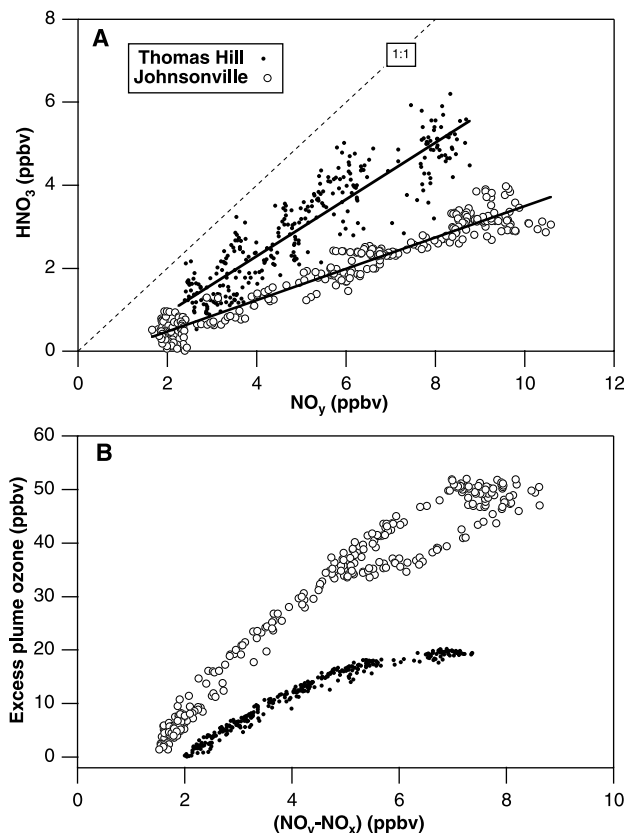 8
A
1:1
Thomas Hill
Johnsonville
6
HNO3 (ppbv)
4
2
0
0 2 4 6 8 10 12
NOy (ppbv)
60
B
50
Excess plume ozone (ppbv)
40
30
20
10
0
0 2 4 6 8 10
(NOy-NOx) (ppbv)